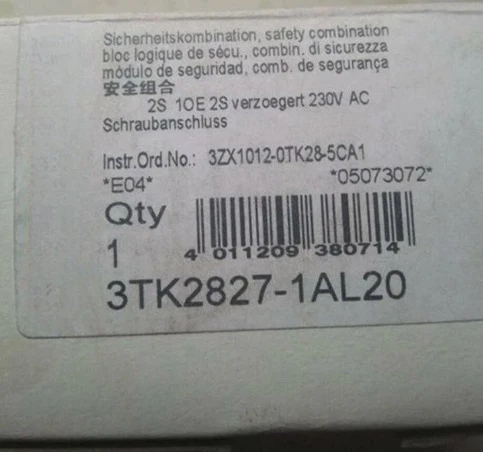 Sicherheitskombination, safety combination
bloc logique de sécu., combin. di sicurezza
módulo de seguridad, comb. de segurança
安全组合
2S 1OE 2S verzoegert 230V AC
Schraubanschluss
Instr.Ord.No.: 3ZX1012-0TK28-5CA1
*E04* *05073072*
Qty
1
4 011209 380714
3TK2827-1AL20